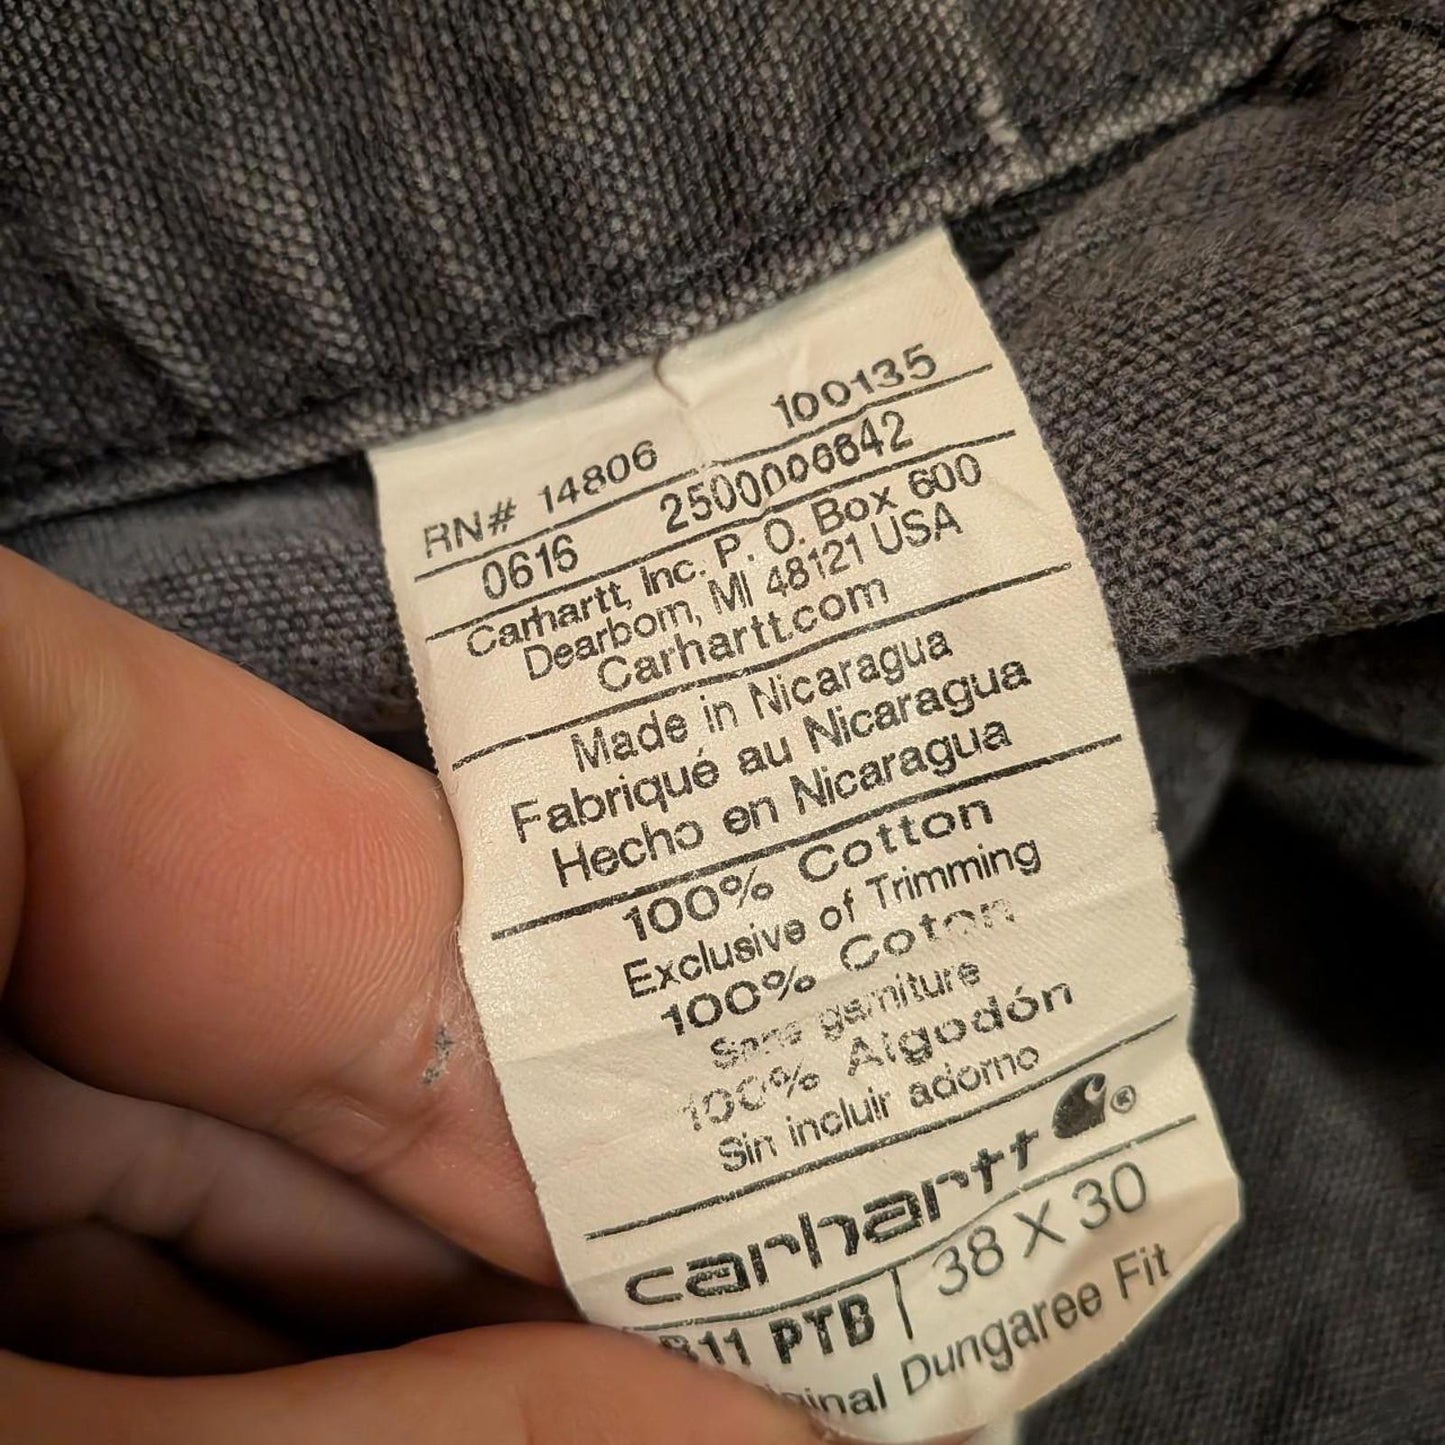 RN# 14806 100135
0616 2500006642
Carhartt, Inc. P. O. Box 600
Dearborn, MI 48121 USA
Carhartt.com
Made in Nicaragua
Fabriqué au Nicaragua
Hecho en Nicaragua
100% Cotton
Exclusive of Trimming
100% Coton
Sans garniture
100% Algodón
Sin incluir adorno
carhartt ®
B11 PTB 38 X 30
Dungaree Fit